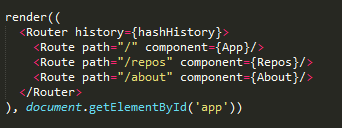 render((
  <Router history={hashHistory}>
    <Route path="/" component={App}/>
    <Route path="/repos" component={Repos}/>
    <Route path="/about" component={About}/>
  </Router>
), document.getElementById('app'))